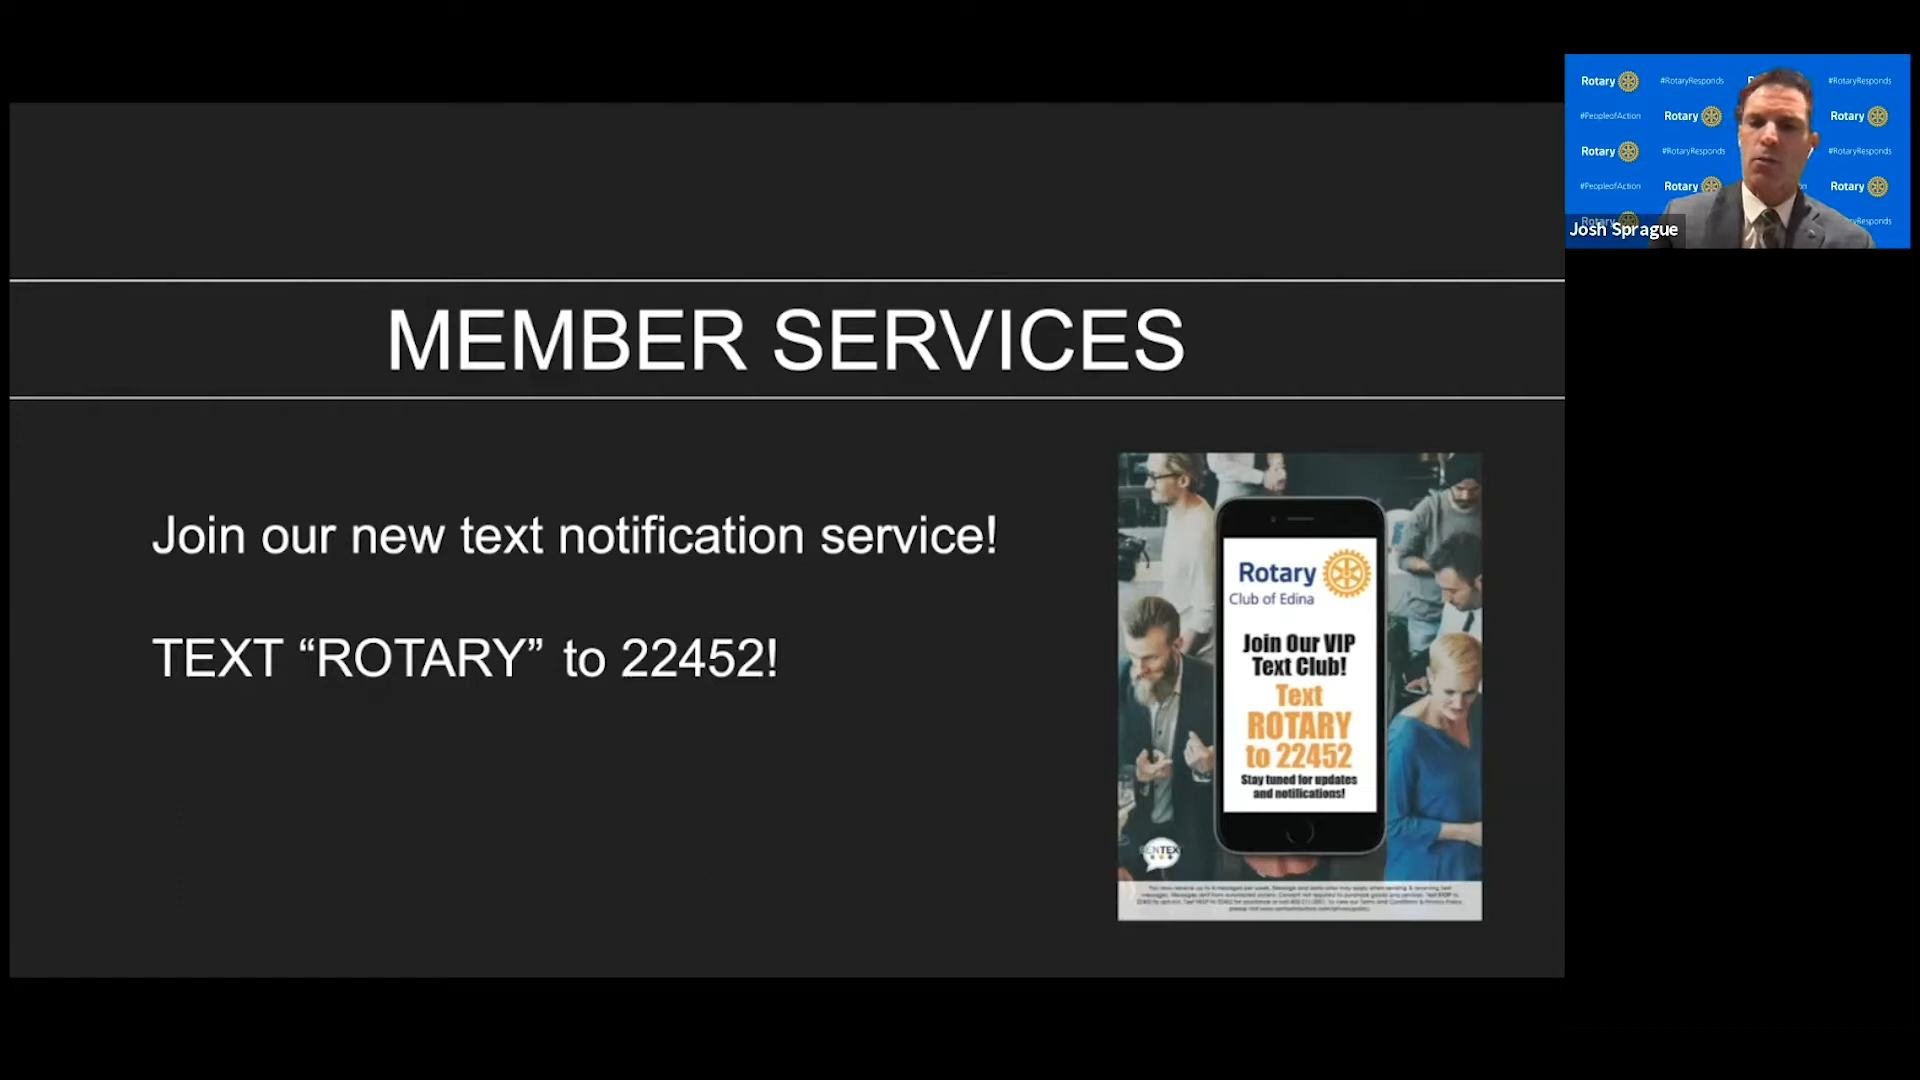 MEMBER SERVICES
Join our new text notification service!
TEXT “ROTARY” to 22452!
Rotary
Club of Edina
Join Our VIP
Text Club!
Text
ROTARY
to 22452
Stay tuned for updates
and notifications!
Rotary #RotaryResponds #RotaryResponds
#PeopleofAction Rotary Rotary
Rotary #RotaryResponds #RotaryResponds
#PeopleofAction Rotary Rotary
Rotary
Josh Sprague